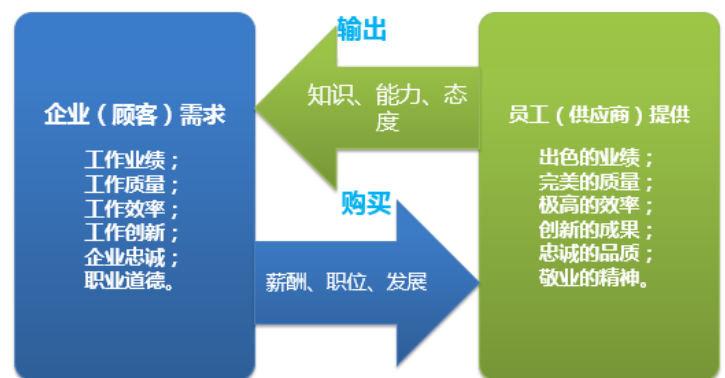 输出
知识、能力、态
度
企业（顾客）需求
工作业绩；
工作质量；
工作效率；
工作创新；
企业忠诚；
职业道德。
员工（供应商）提供
出色的业绩；
完美的质量；
极高的效率；
创新的成果；
忠诚的品质；
敬业的精神。
购买
薪酬、职位、发展